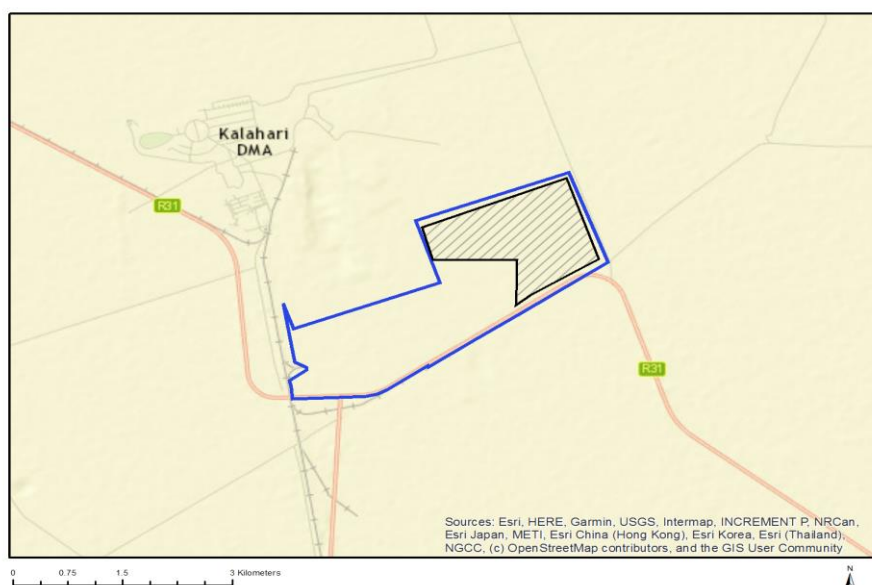 Kalahari
DMA
R31
R31
Sources: Esri, HERE, Garmin, USGS, Intermap, INCREMENT P, NRCan,
Esri Japan, METI, Esri China (Hong Kong), Esri Korea, Esri (Thailand),
NGCC, (c) OpenStreetMap contributors, and the GIS User Community
0 0.75 1.5 3 Kilometers
N